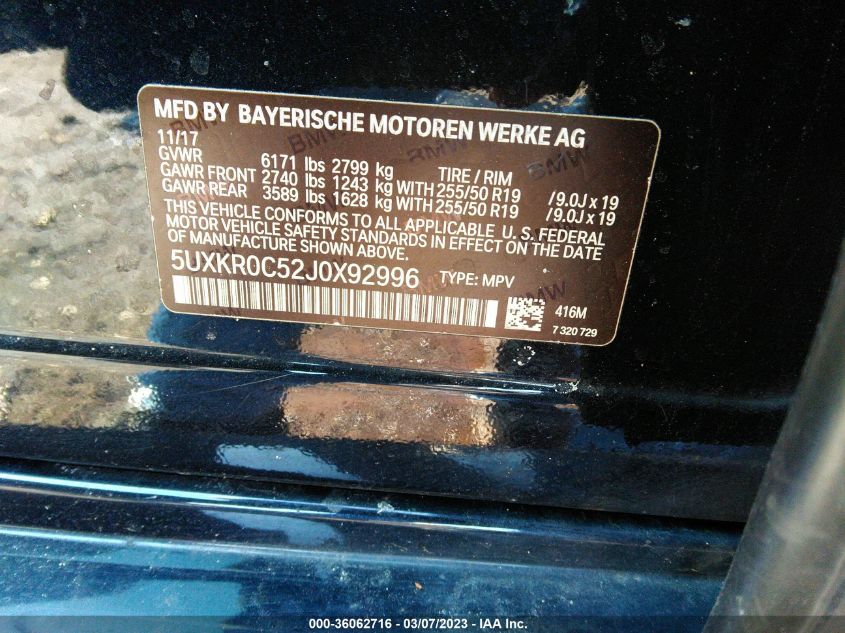 MFD BY BAYERISCHE MOTOREN WERKE AG
11/17
GVWR 6171 lbs 2799 kg TIRE / RIM
GAWR FRONT 2740 lbs 1243 kg WITH 255/50 R19 /9.0J x 19
GAWR REAR 3589 lbs 1628 kg WITH 255/50 R19 /9.0J x 19
THIS VEHICLE CONFORMS TO ALL APPLICABLE U.S. FEDERAL
MOTOR VEHICLE SAFETY STANDARDS IN EFFECT ON THE DATE
OF MANUFACTURE SHOWN ABOVE.
5UXKR0C52J0X92996 TYPE: MPV
416M
7 320 729
000-36062716 - 03/07/2023 - IAA Inc.